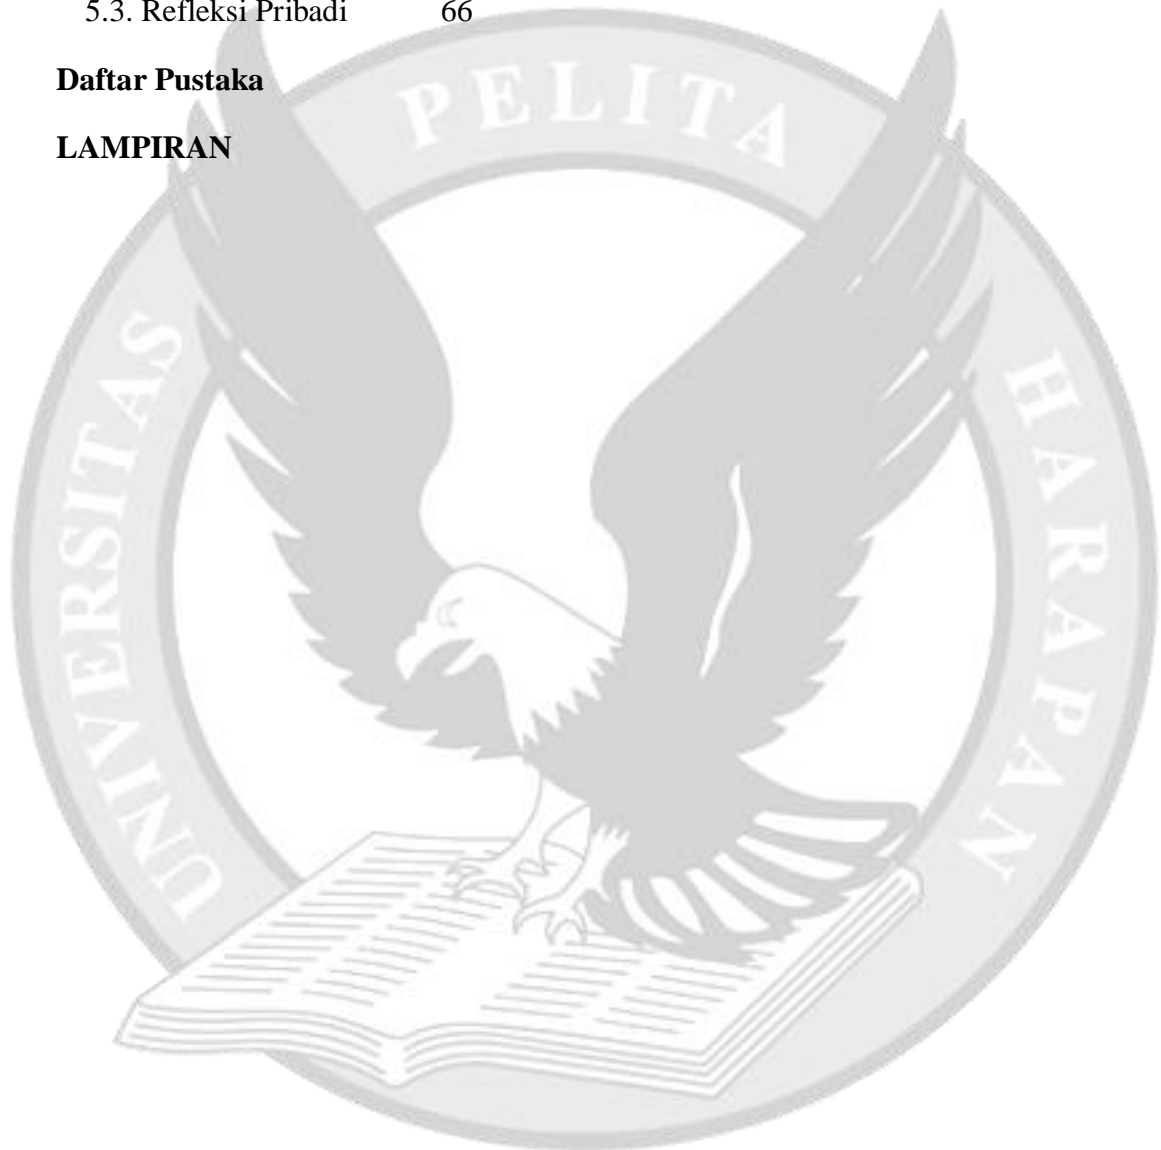 5.3. Refleksi Pribadi 66
Daftar Pustaka
LAMPIRAN
UNIVERSITAS PELITA HARAPAN